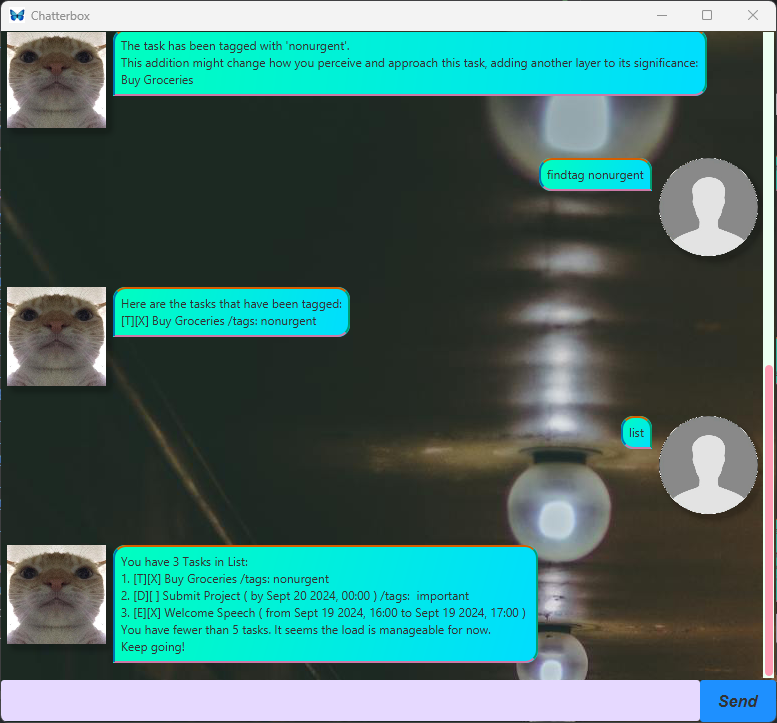 Chatterbox
The task has been tagged with 'nonurgent'.
This addition might change how you perceive and approach this task, adding another layer to its significance:
Buy Groceries
findtag nonurgent
Here are the tasks that have been tagged:
[T][X] Buy Groceries /tags: nonurgent
list
You have 3 Tasks in List:
1. [T][X] Buy Groceries /tags: nonurgent
2. [D][ ] Submit Project ( by Sept 20 2024, 00:00 ) /tags:  important
3. [E][X] Welcome Speech ( from Sept 19 2024, 16:00 to Sept 19 2024, 17:00 )
You have fewer than 5 tasks. It seems the load is manageable for now.
Keep going!
Send